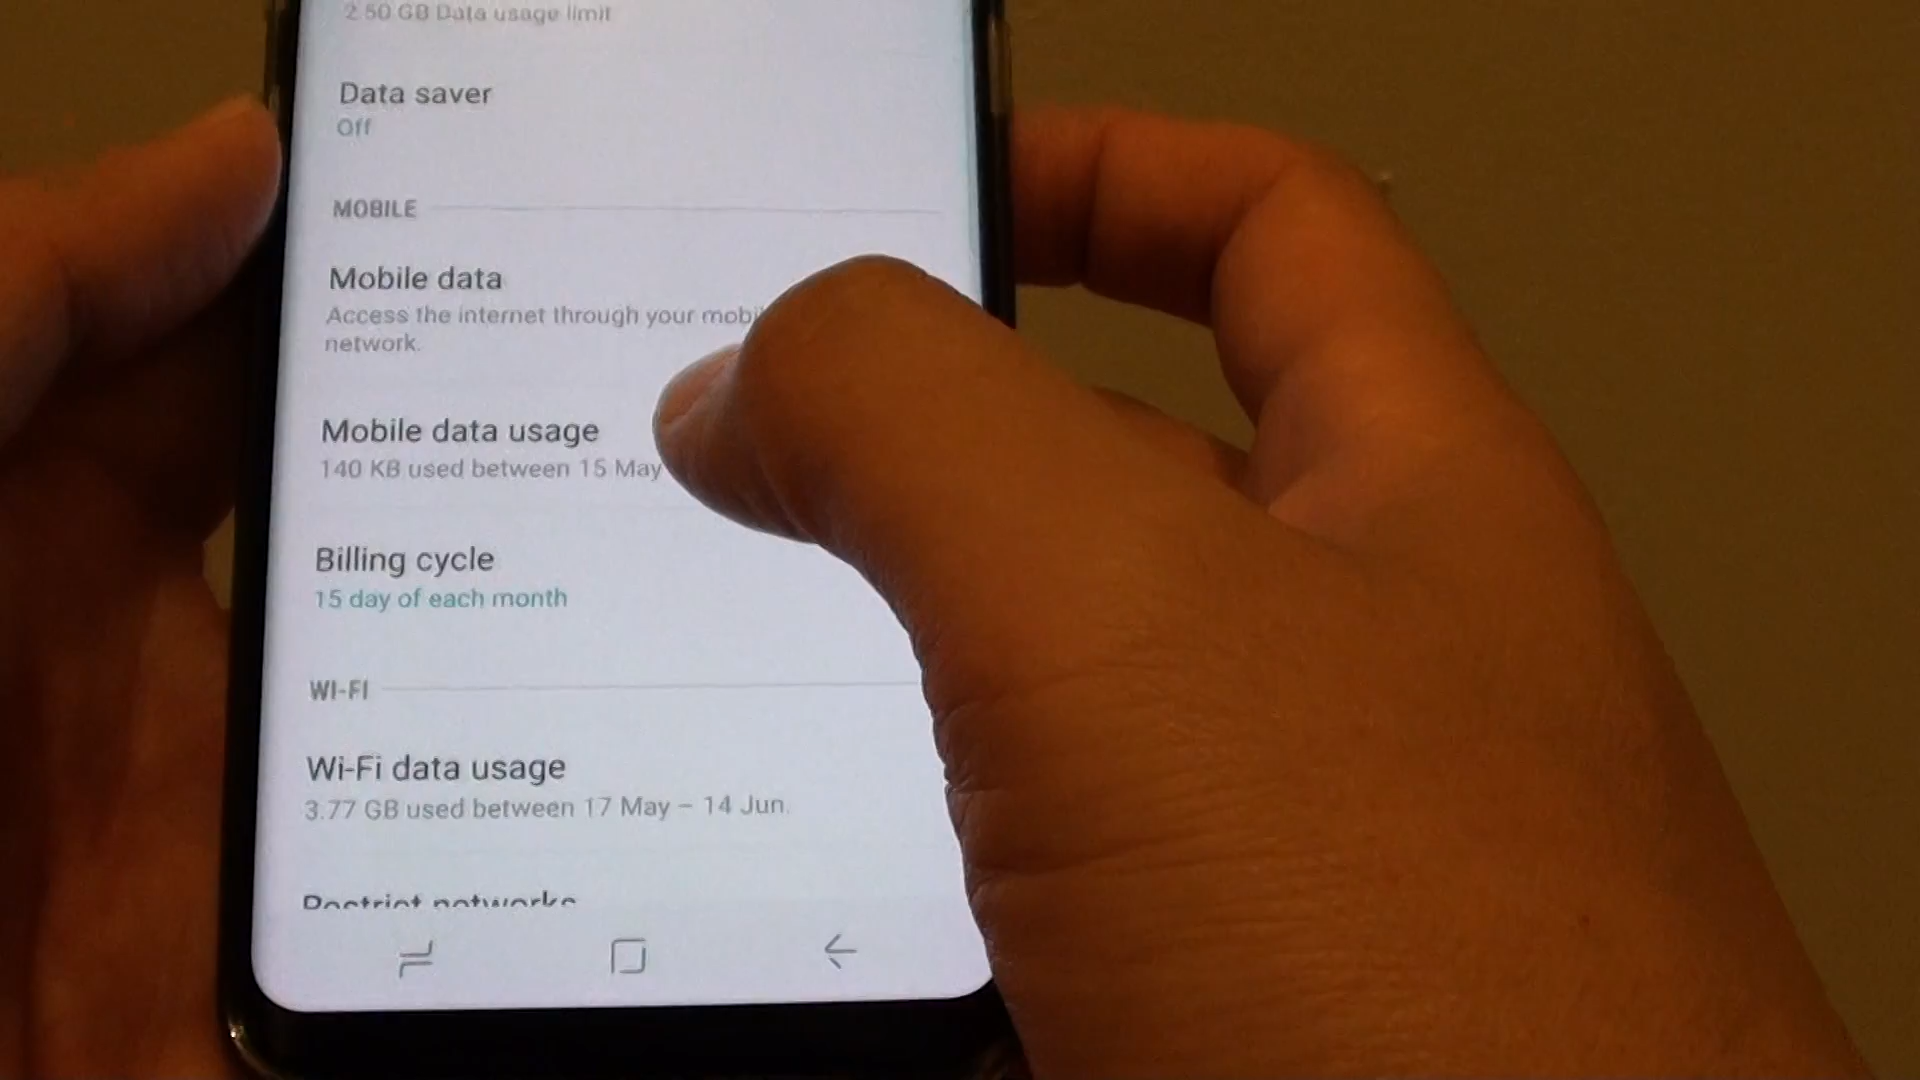 2.50 GB Data usage limit
Data saver
Off
MOBILE
Mobile data
Access the internet through your mobi
network.
Mobile data usage
140 KB used between 15 May
Billing cycle
15 day of each month
WI-FI
Wi-Fi data usage
3.77 GB used between 17 May – 14 Jun.
Restrict networks